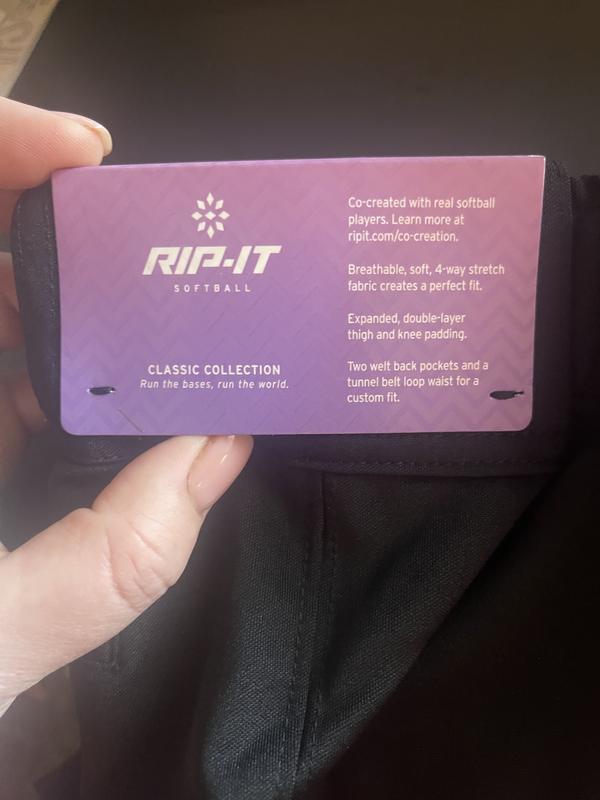 RIP-IT
SOFTBALL
CLASSIC COLLECTION
Run the bases, run the world.
Co-created with real softball
players. Learn more at
ripit.com/co-creation.
Breathable, soft, 4-way stretch
fabric creates a perfect fit.
Expanded, double-layer
thigh and knee padding.
Two welt back pockets and a
tunnel belt loop waist for a
custom fit.